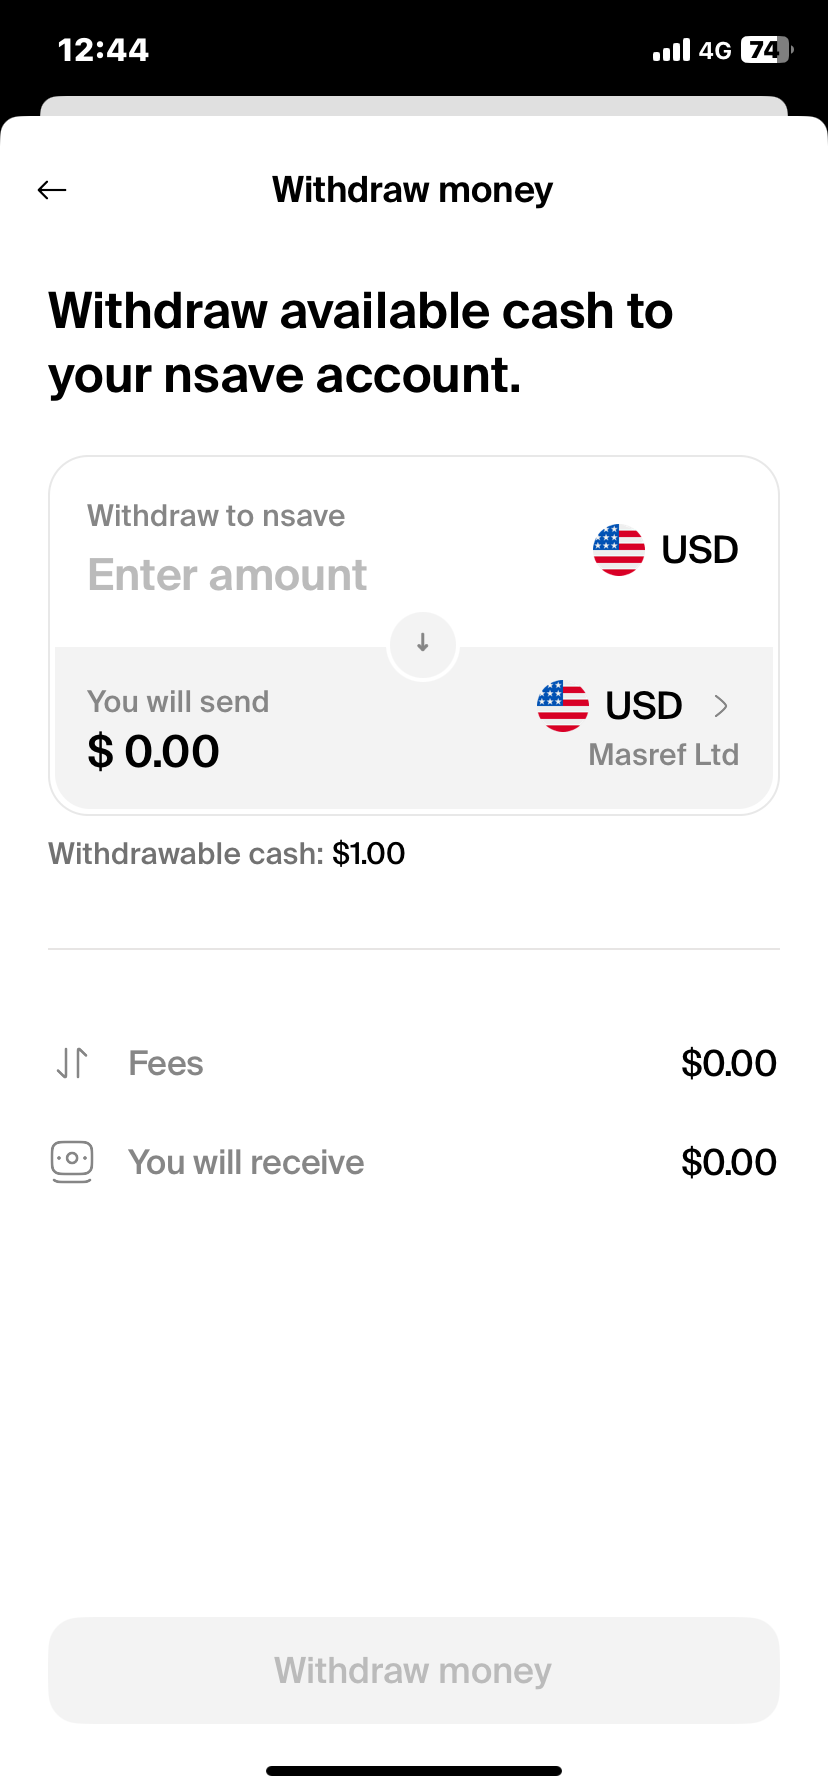 12:44
4G 74
Withdraw money
Withdraw available cash to
your nsave account.
Withdraw to nsave
Enter amount
USD
You will send
$ 0.00
USD
Masref Ltd
Withdrawable cash: $1.00
Fees $0.00
You will receive $0.00
Withdraw money